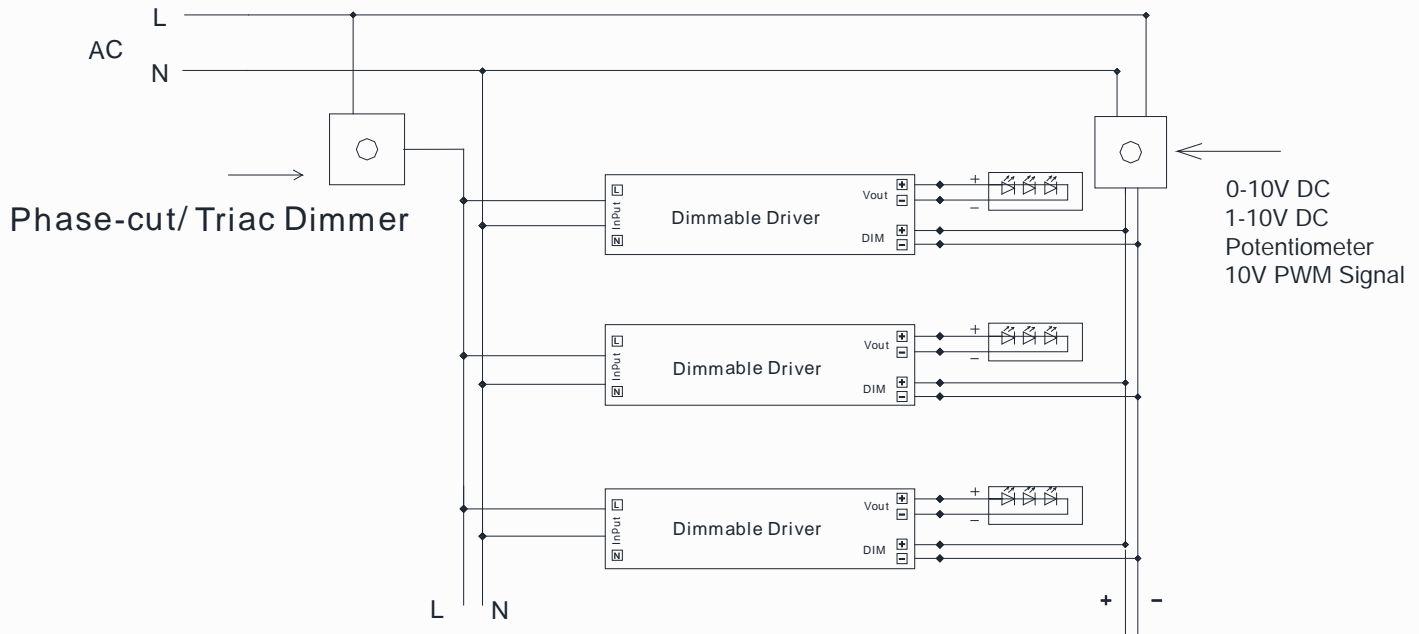 L
AC
N
Phase-cut/ Triac Dimmer
0-10V DC
1-10V DC
Potentiometer
10V PWM Signal
L
InPut
N
Dimmable Driver
Vout
+
-
DIM
+
-
+
-
L
InPut
N
Dimmable Driver
Vout
+
-
DIM
+
-
+
-
L
InPut
N
Dimmable Driver
Vout
+
-
DIM
+
-
+
-
L N
+ -